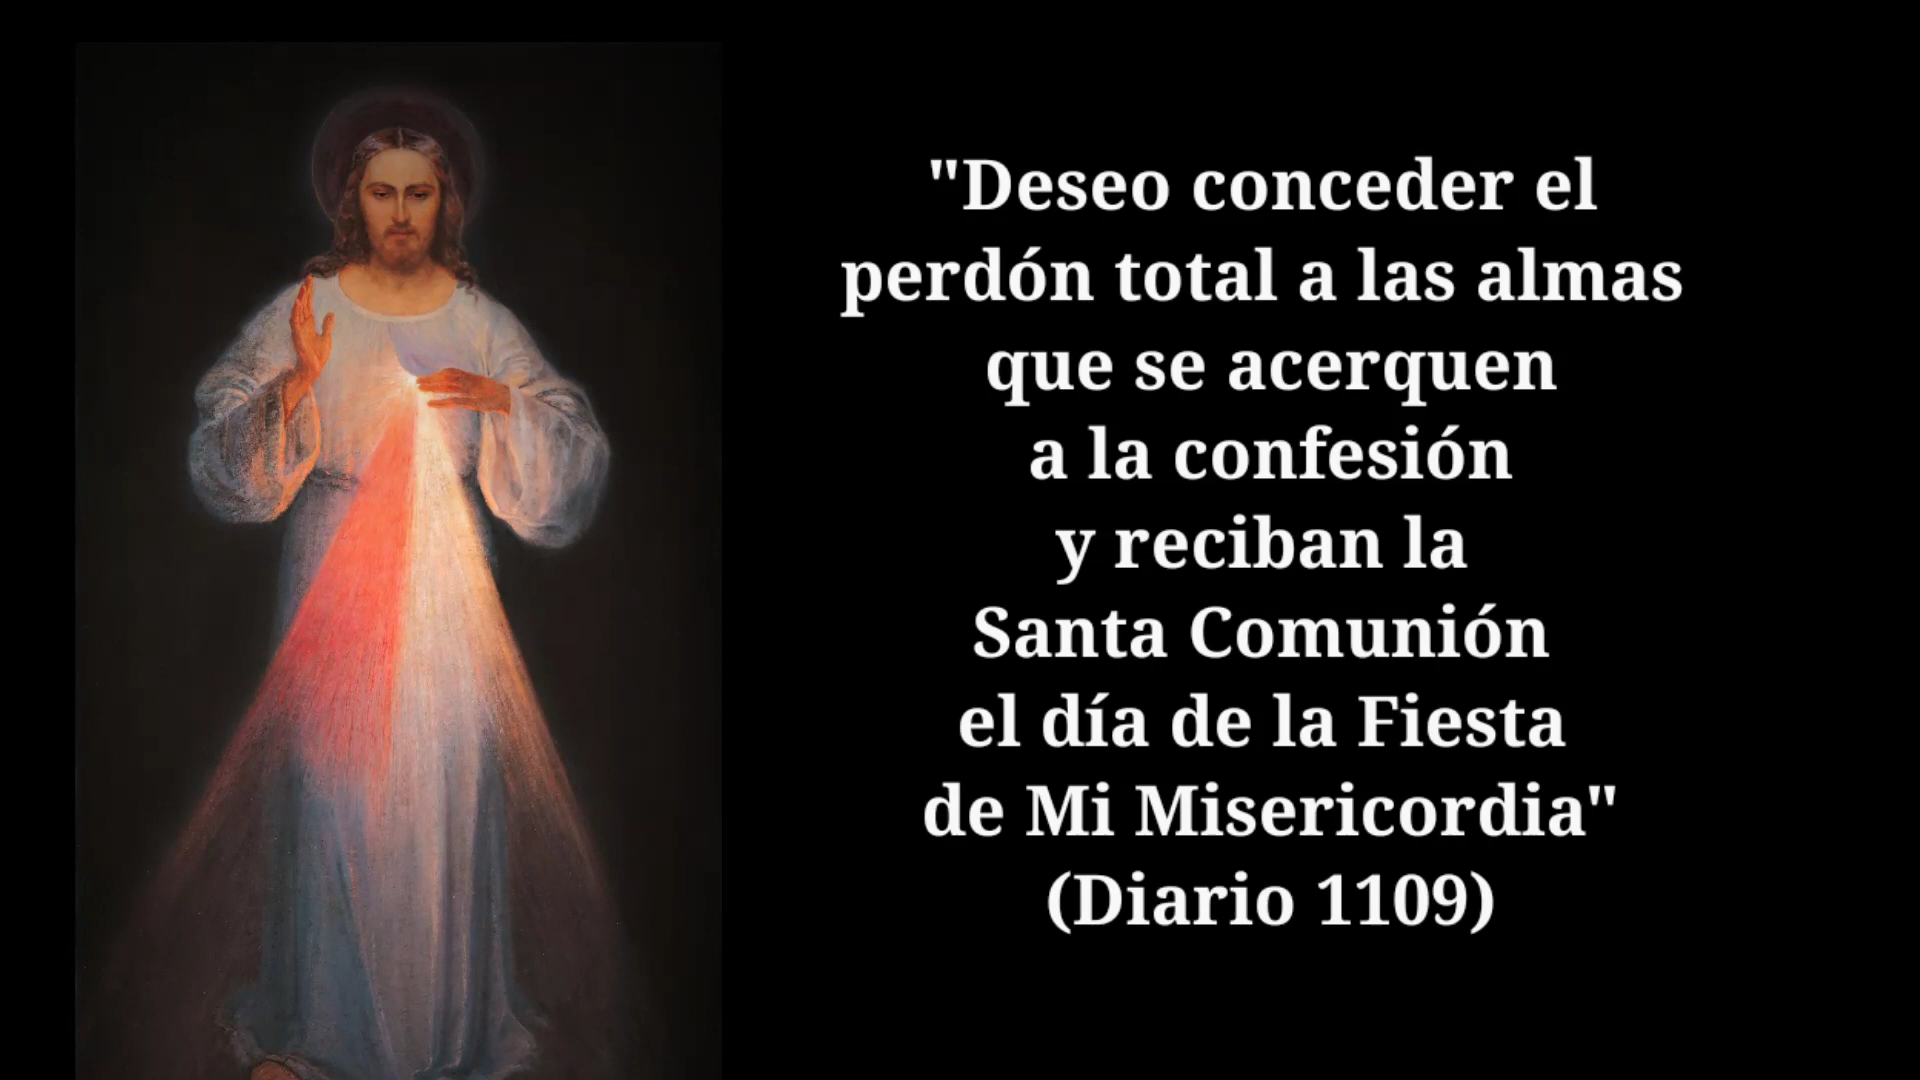 "Deseo conceder el
perdón total a las almas
que se acerquen
a la confesión
y reciban la
Santa Comunión
el día de la Fiesta
de Mi Misericordia"
(Diario 1109)